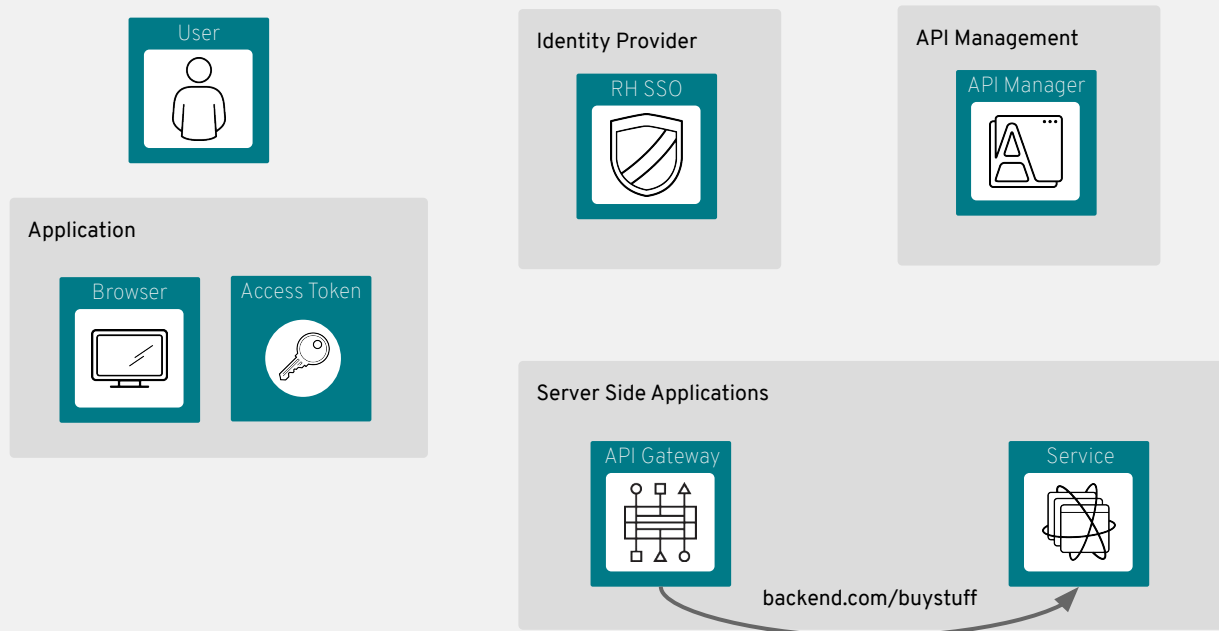 User
Identity Provider
RH SSO
API Management
API Manager
Application
Browser
Access Token
Server Side Applications
API Gateway
Service
backend.com/buystuff